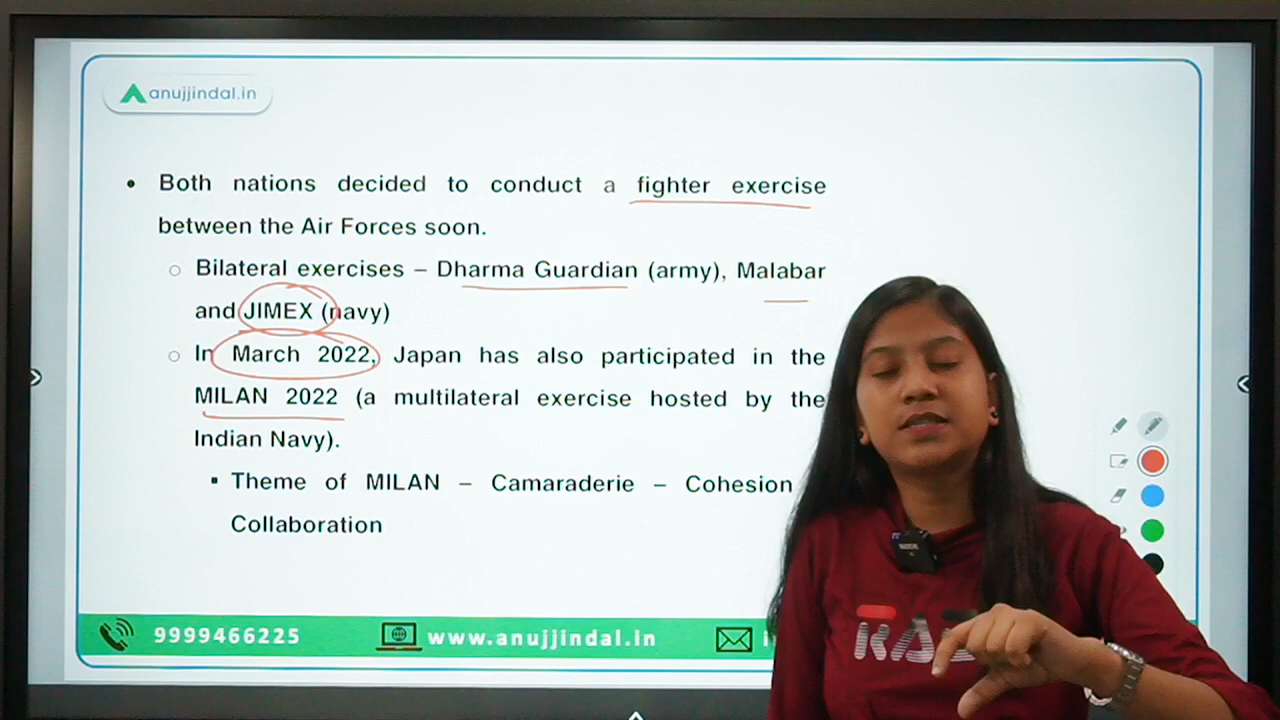 anujjindal.in
• Both nations decided to conduct a fighter exercise
between the Air Forces soon.
○ Bilateral exercises – Dharma Guardian (army), Malabar
and JIMEX (navy)
○ In March 2022, Japan has also participated in the
MILAN 2022 (a multilateral exercise hosted by the
Indian Navy).
▪ Theme of MILAN – Camaraderie – Cohesion
Collaboration
9999466225 www.anujjindal.in